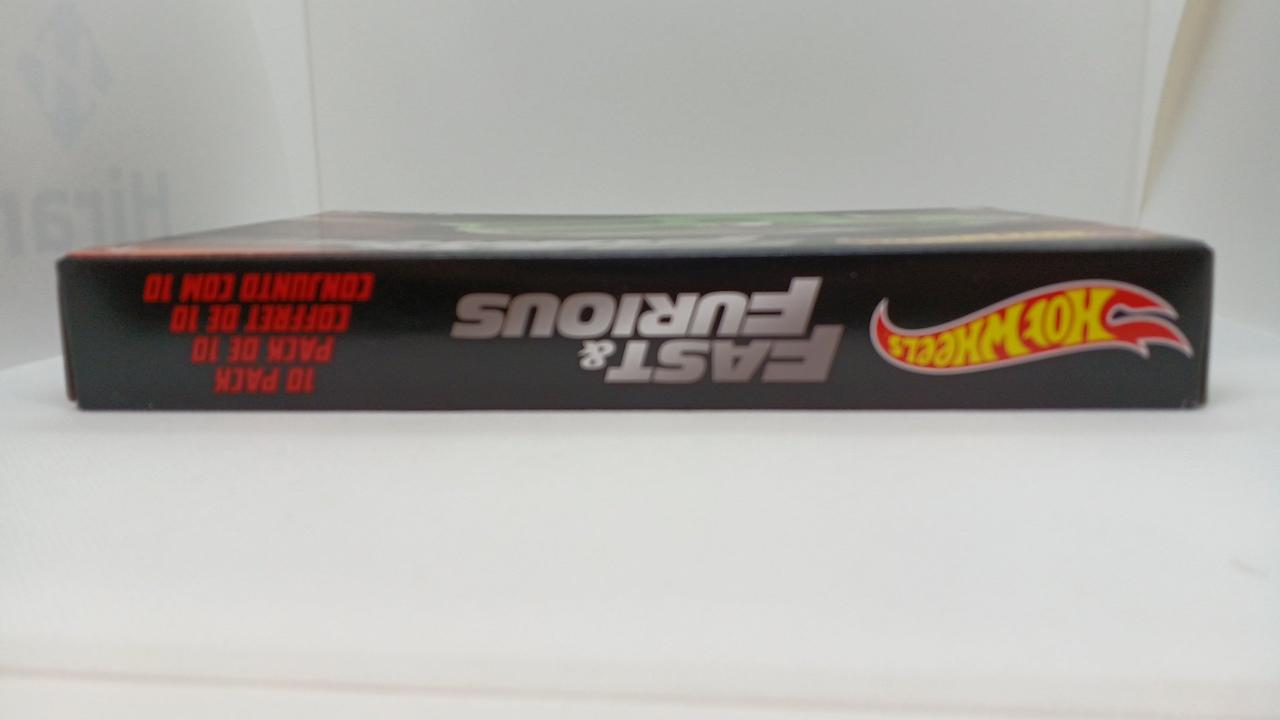 HOT WHEELS
FAST &
FURIOUS
10 PACK
PACK DE 10
COFFRET DE 10
CONJUNTO COM 10